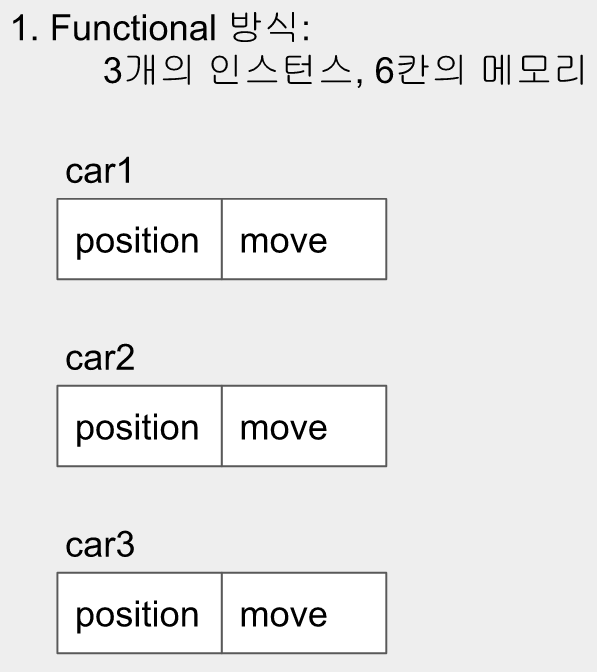 1. Functional 방식:
3개의 인스턴스, 6칸의 메모리
car1
position move
car2
position move
car3
position move